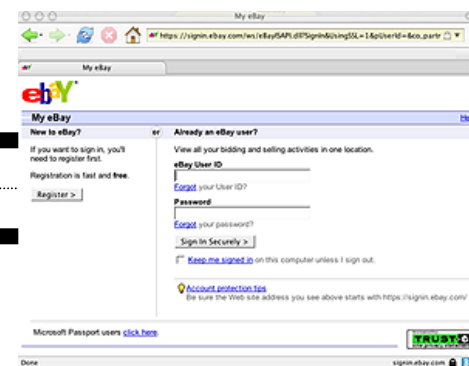 My eBay
https://signin.ebay.com/ws/eBayISAPI.dll?SignIn&UsingSSL=1&pUserId=&co_partr
My eBay
ebY
My eBay
He
New to eBay? or Already an eBay user?
If you want to sign in, you'll
need to register first.
Registration is fast and free.
Register >
View all your bidding and selling activities in one location.
eBay User ID
Forgot your User ID?
Password
Forgot your password?
Sign In Securely >
Keep me signed in on this computer unless I sign out.
Account protection tips
Be sure the Web site address you see above starts with https://signin.ebay.com/
Microsoft Passport users click here.
TRUST
Done
signin.ebay.com